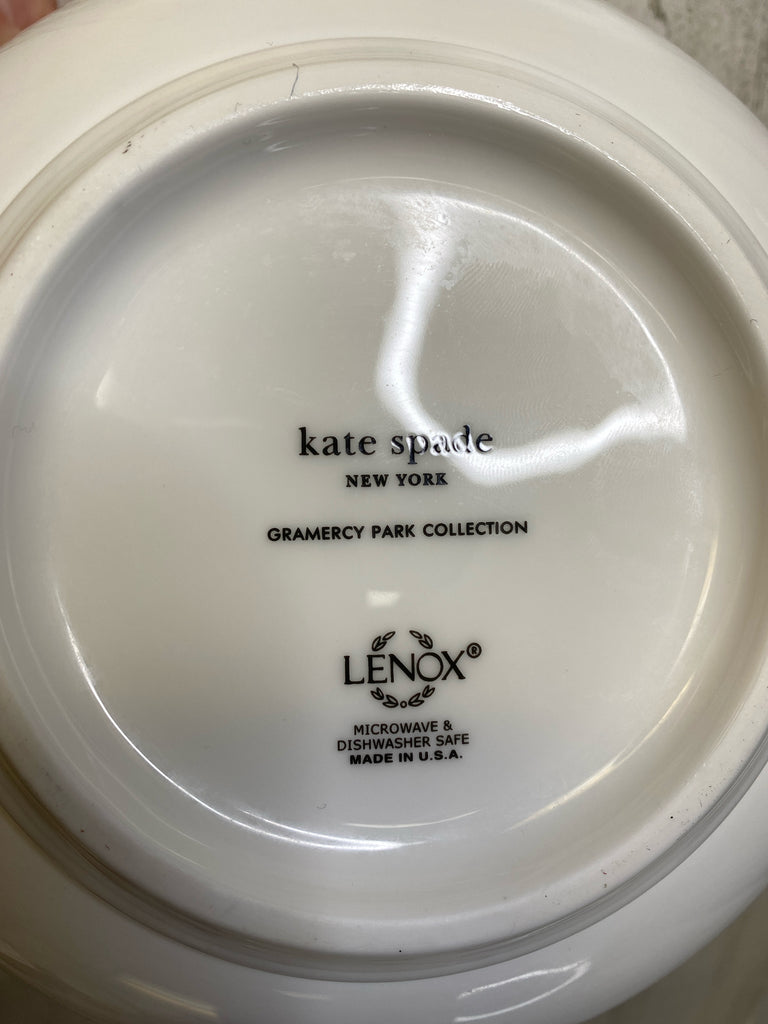 kate spade
NEW YORK
GRAMERCY PARK COLLECTION
LENOX®
MICROWAVE &
DISHWASHER SAFE
MADE IN U.S.A.